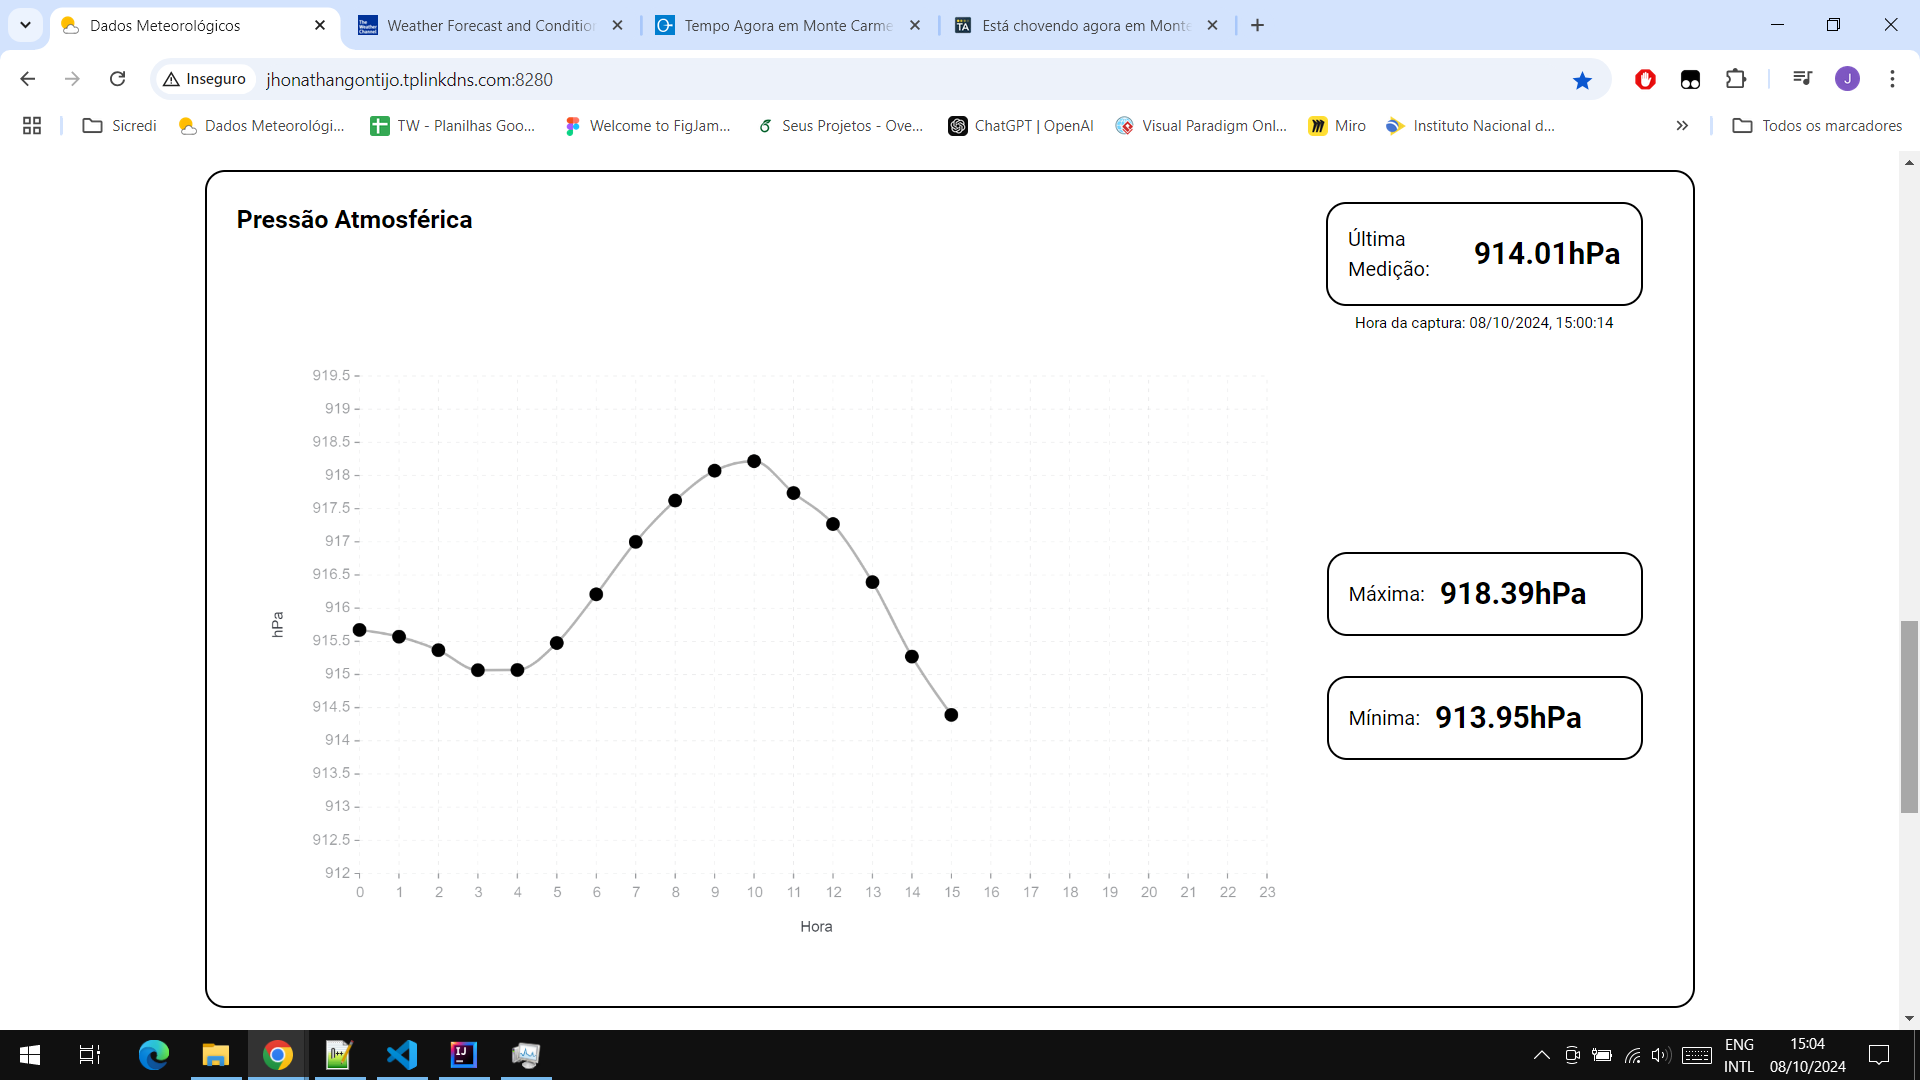 Dados Meteorológicos
Weather Forecast and Conditio
Tempo Agora em Monte Carme
Está chovendo agora em Monte
Inseguro
jhonathangontijo.tplinkdns.com:8280
J
Sicredi
Dados Meteorológi...
TW - Planilhas Goo...
Welcome to FigJam...
Seus Projetos - Ove...
ChatGPT | OpenAI
Visual Paradigm Onl...
Miro
Instituto Nacional d...
Todos os marcadores
Pressão Atmosférica
Última
Medição:
914.01hPa
Hora da captura: 08/10/2024, 15:00:14
919.5
919
918.5
918
917.5
917
916.5
916
915.5
915
914.5
914
913.5
913
912.5
912
hPa
0 1 2 3 4 5 6 7 8 9 10 11 12 13 14 15 16 17 18 19 20 21 22 23
Hora
Máxima: 918.39hPa
Mínima: 913.95hPa
ENG
INTL
15:04
08/10/2024